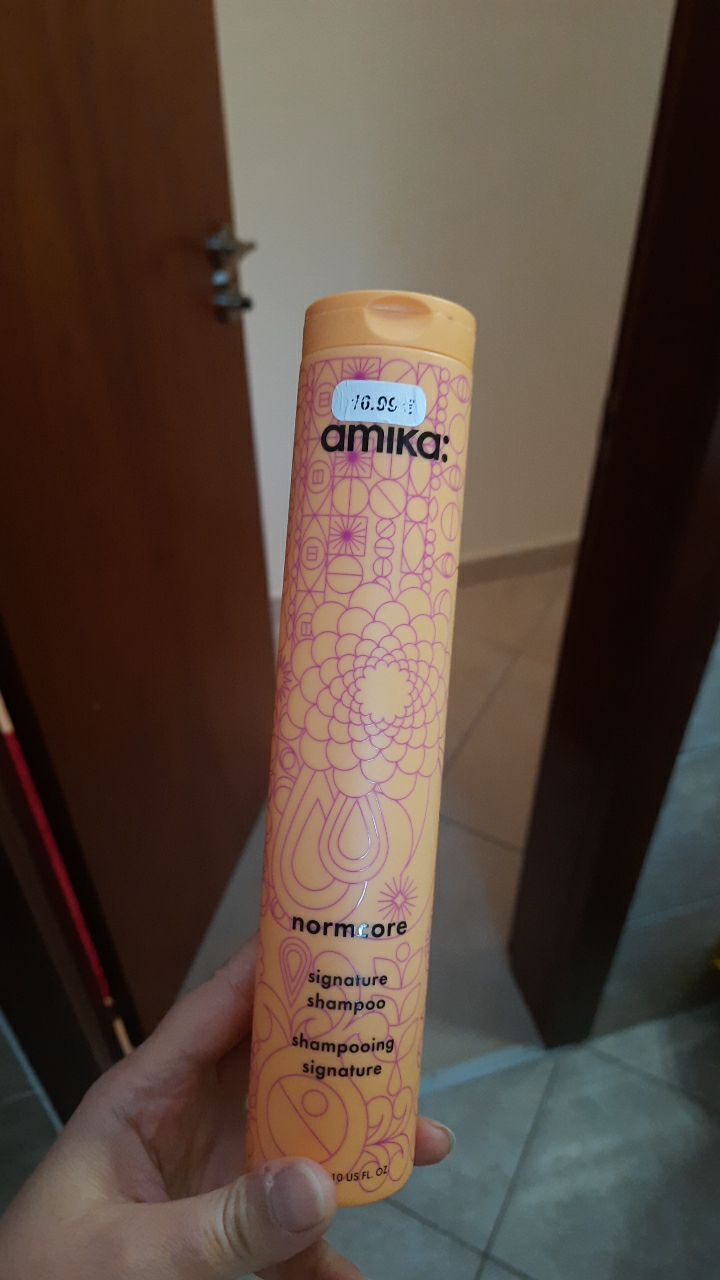 16.99
amika:
normcore
signature
shampoo
shampooing
signature
10 US FL. OZ